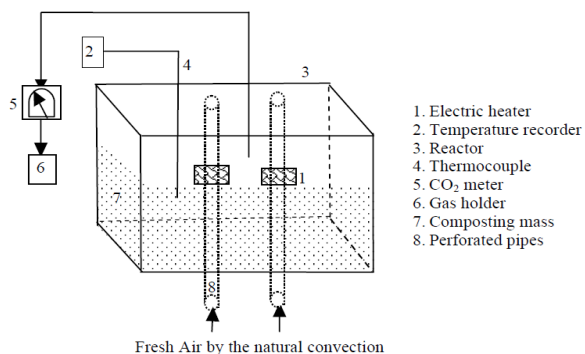 2
4
3
5
6
7
1
8
1. Electric heater
2. Temperature recorder
3. Reactor
4. Thermocouple
5. CO₂ meter
6. Gas holder
7. Composting mass
8. Perforated pipes
Fresh Air by the natural convection